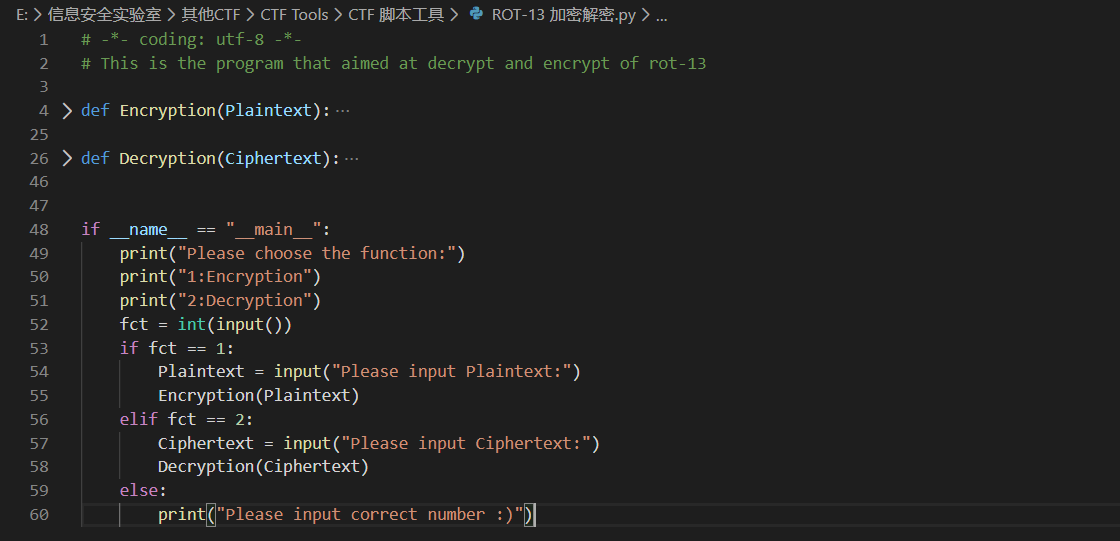 E: > 信息安全实验室 > 其他CTF > CTF Tools > CTF 脚本工具 > ROT-13 加密解密.py > ...
1 # -*- coding: utf-8 -*-
2 # This is the program that aimed at decrypt and encrypt of rot-13
3
4 > def Encryption(Plaintext): ...
25
26 > def Decryption(Ciphertext): ...
46
47
48 if __name__ == "__main__":
49     print("Please choose the function:")
50     print("1:Encryption")
51     print("2:Decryption")
52     fct = int(input())
53     if fct == 1:
54         Plaintext = input("Please input Plaintext:")
55         Encryption(Plaintext)
56     elif fct == 2:
57         Ciphertext = input("Please input Ciphertext:")
58         Decryption(Ciphertext)
59     else:
60         print("Please input correct number :)")